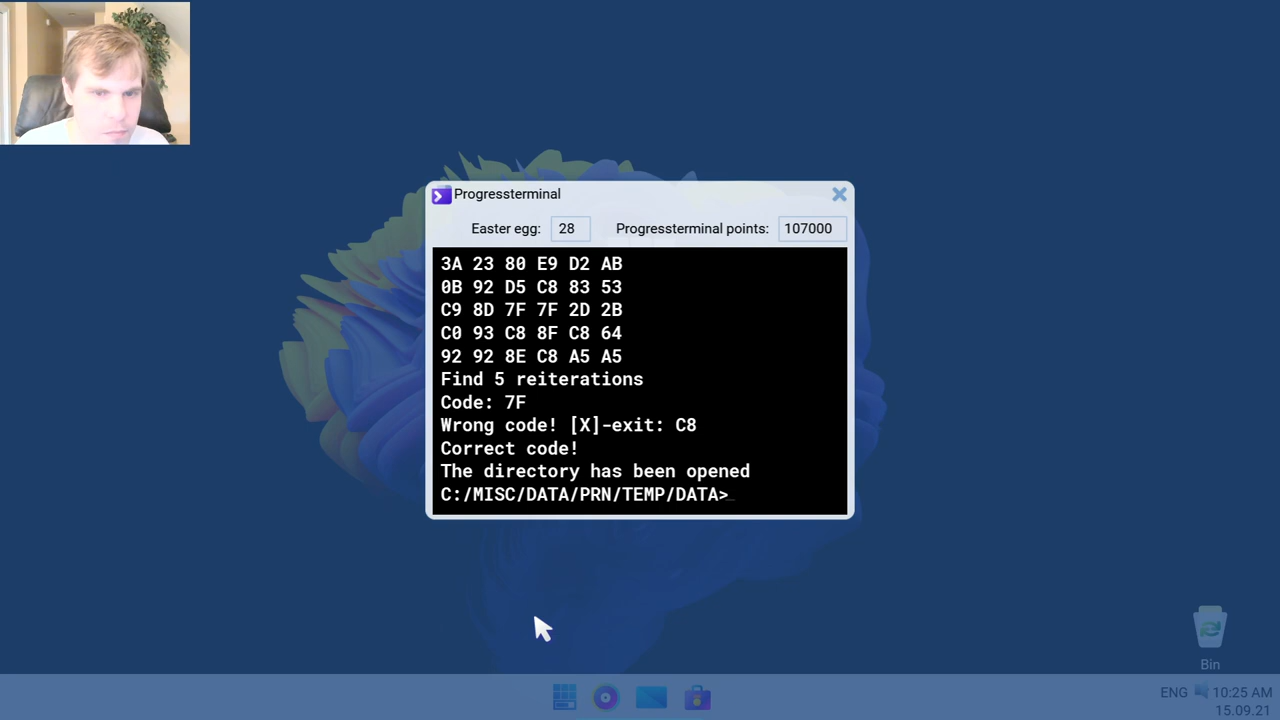 Progressterminal
Easter egg: 28 Progressterminal points: 107000
3A 23 80 E9 D2 AB
0B 92 D5 C8 83 53
C9 8D 7F 7F 2D 2B
C0 93 C8 8F C8 64
92 92 8E C8 A5 A5
Find 5 reiterations
Code: 7F
Wrong code! [X]-exit: C8
Correct code!
The directory has been opened
C:/MISC/DATA/PRN/TEMP/DATA>_
Bin
ENG 10:25 AM
15.09.21